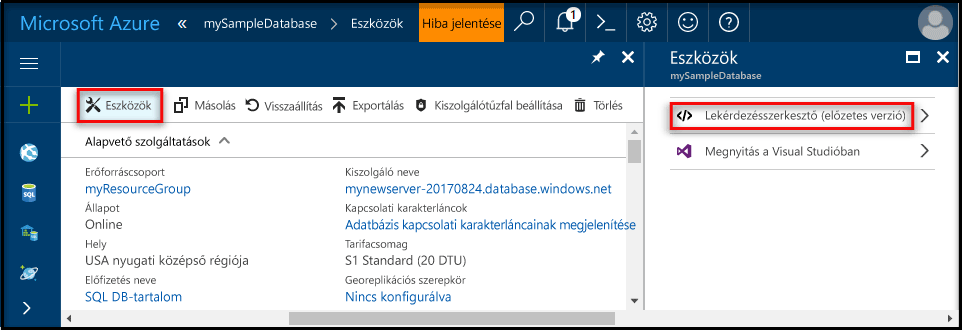 Microsoft Azure « mySampleDatabase > Eszközök Hiba jelentése 1
Eszközök
mySampleDatabase
Eszközök Másolás Visszaállítás Exportálás Kiszolgálótűzfal beállítása Törlés
Lekérdezésszerkesztő (előzetes verzió)
Megnyitás a Visual Studióban
Alapvető szolgáltatások
Erőforráscsoport
myResourceGroup
Állapot
Online
Hely
USA nyugati középső régiója
Előfizetés neve
SQL DB-tartalom
Kiszolgáló neve
mynewserver-20170824.database.windows.net
Kapcsolati karakterláncok
Adatbázis kapcsolati karakterláncainak megjelenítése
Tarifacsomag
S1 Standard (20 DTU)
Georeplikációs szerepkör
Nincs konfigurálva
SQL